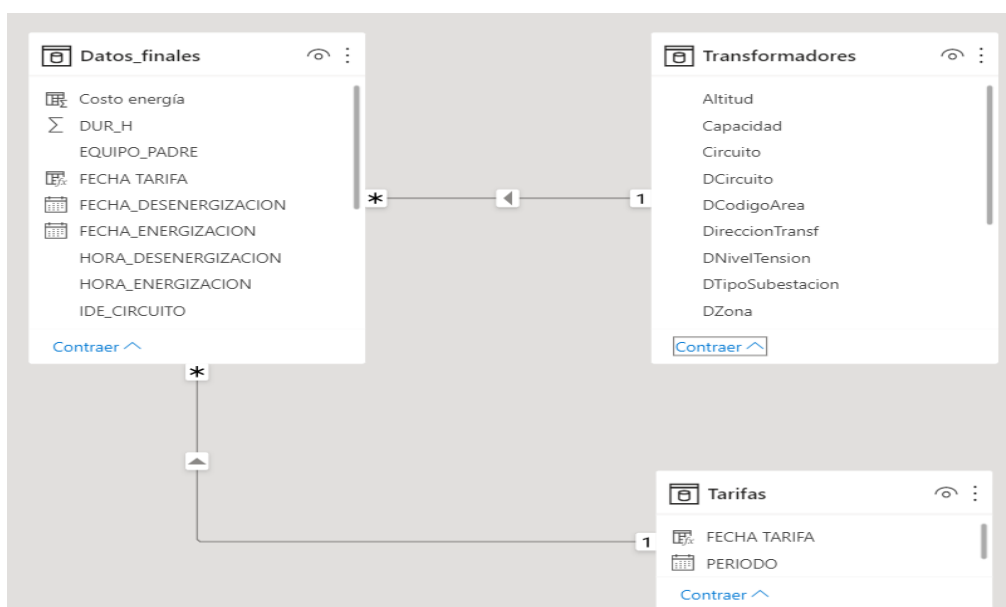 Datos_finales
Costo energía
DUR_H
EQUIPO_PADRE
FECHA TARIFA
FECHA_DESENERGIZACION
FECHA_ENERGIZACION
HORA_DESENERGIZACION
HORA_ENERGIZACION
IDE_CIRCUITO
Contraer
*
1
Transformadores
Altitud
Capacidad
Circuito
DCircuito
DCodigoArea
DireccionTransf
DNivelTension
DTipoSubestacion
DZona
Contraer
*
1
Tarifas
FECHA TARIFA
PERIODO
Contraer